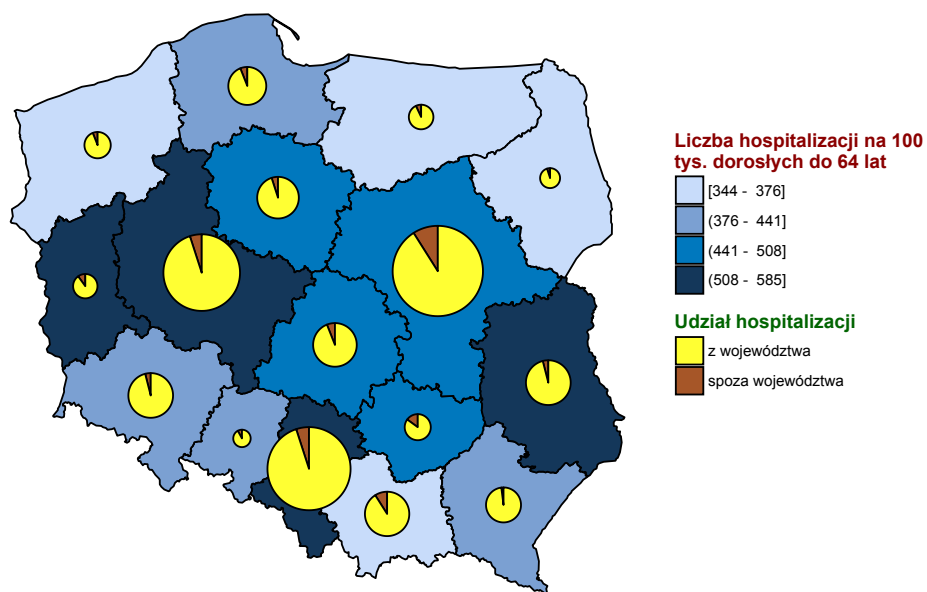 Liczba hospitalizacji na 100
tys. dorosłych do 64 lat
[344 - 376]
(376 - 441]
(441 - 508]
(508 - 585]
Udział hospitalizacji
z województwa
spoza województwa